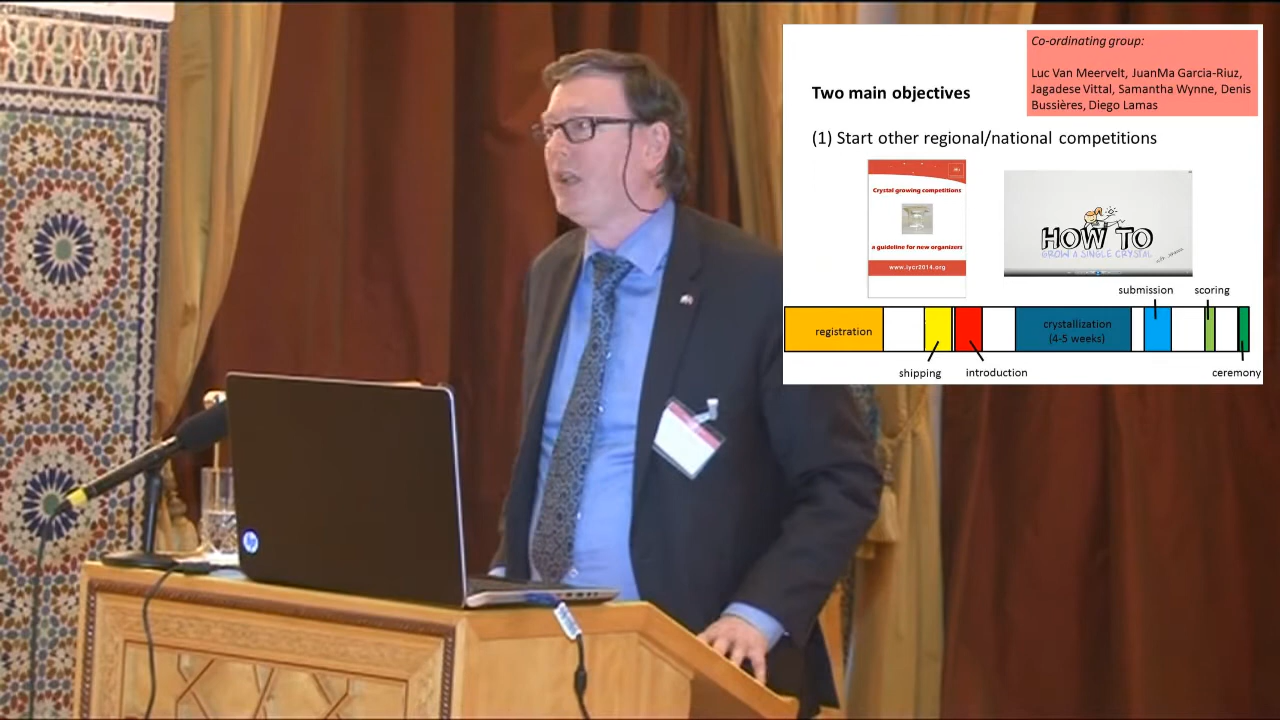 Co-ordinating group:
Luc Van Meervelt, JuanMa Garcia-Riuz,
Jagadese Vittal, Samantha Wynne, Denis
Bussières, Diego Lamas
Two main objectives
(1) Start other regional/national competitions
Crystal growing competitions
a guideline for new organizers
www.iycr2014.org
HOW TO
GROW A SINGLE CRYSTAL
submission
scoring
registration
crystallization
(4-5 weeks)
shipping
introduction
ceremony
hp